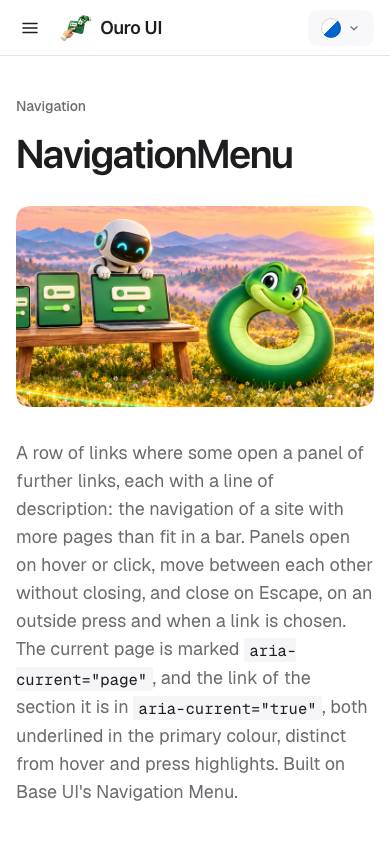 Ouro UI
Navigation
NavigationMenu
A row of links where some open a panel of
further links, each with a line of
description: the navigation of a site with
more pages than fit in a bar. Panels open
on hover or click, move between each other
without closing, and close on Escape, on an
outside press and when a link is chosen.
The current page is marked aria-
current="page", and the link of the
section it is in aria-current="true", both
underlined in the primary colour, distinct
from hover and press highlights. Built on
Base UI's Navigation Menu.